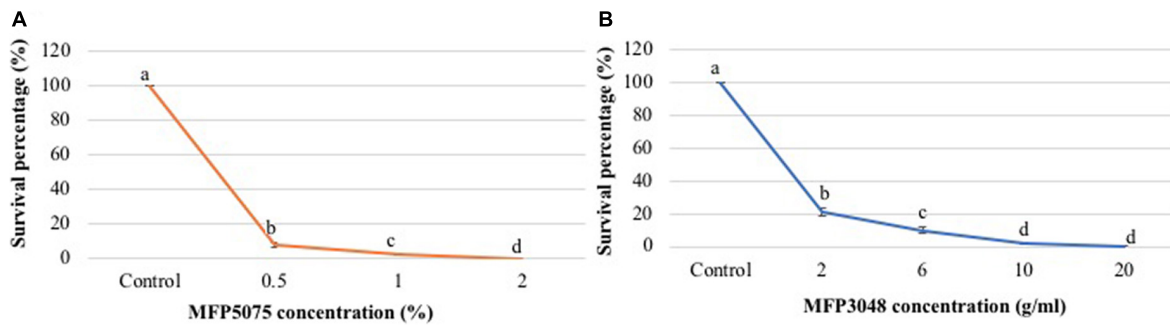 A
Survival percentage (%)
120
100
80
60
40
20
0
a
b
c
d
Control 0.5 1 2
MFP5075 concentration (%)
B
Survival percentage (%)
120
100
80
60
40
20
0
a
b
c
d
d
Control 2 6 10 20
MFP3048 concentration (g/ml)